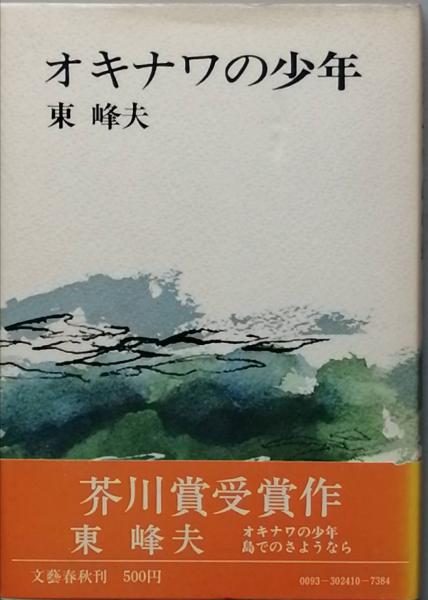 オキナワの少年
東 峰夫
芥川賞受賞作
東 峰夫
オキナワの少年
島でのさようなら
文藝春秋刊 500円
0093-302410-7384